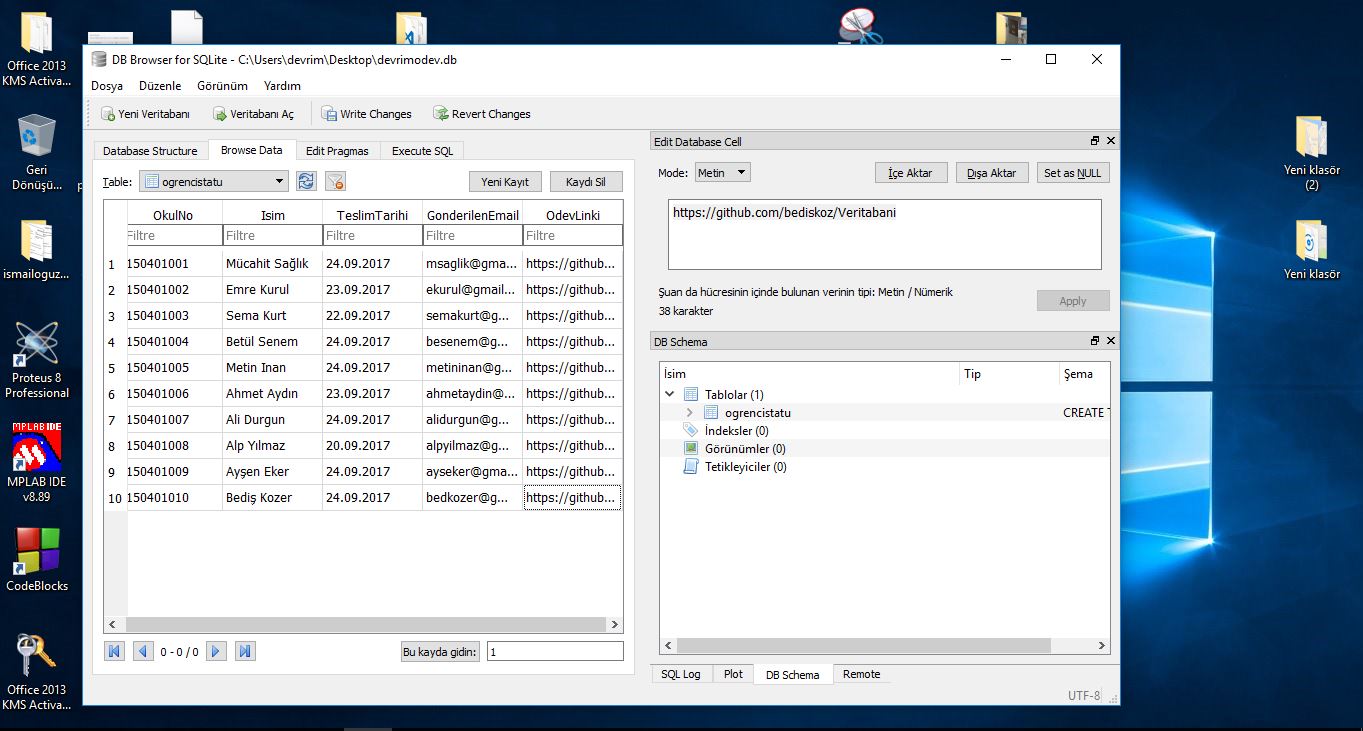 DB Browser for SQLite - C:\Users\devrim\Desktop\devrimodev.db
Dosya Düzenle Görünüm Yardım
Yeni Veritabanı Veritabanı Aç Write Changes Revert Changes
Database Structure Browse Data Edit Pragmas Execute SQL
Table: ogrencistatu Yeni Kayıt Kaydı Sil
OkulNo Isim TeslimTarihi GonderilenEmail OdevLinki
Filtre Filtre Filtre Filtre Filtre
1 150401001 Mücahit Sağlık 24.09.2017 msaglik@gma... https://github...
2 150401002 Emre Kurul 23.09.2017 ekurul@gmail... https://github...
3 150401003 Sema Kurt 22.09.2017 semakurt@g... https://github...
4 150401004 Betül Senem 24.09.2017 besenem@g... https://github...
5 150401005 Metin Inan 24.09.2017 metininan@g... https://github...
6 150401006 Ahmet Aydın 23.09.2017 ahmetaydin@... https://github...
7 150401007 Ali Durgun 24.09.2017 alidurgun@g... https://github...
8 150401008 Alp Yılmaz 20.09.2017 alpyilmaz@g... https://github...
9 150401009 Ayşen Eker 24.09.2017 ayseker@gma... https://github...
10 150401010 Bediş Kozer 24.09.2017 bedkozer@g... https://github...
0 - 0 / 0 Bu kayda gidin: 1
Edit Database Cell
Mode: Metin İçe Aktar Dışa Aktar Set as NULL
https://github.com/bediskoz/Veritabani
Şuan da hücresinin içinde bulunan verinin tipi: Metin / Nümerik
38 karakter
Apply
DB Schema
İsim Tip Şema
Tablolar (1)
ogrencistatu CREATE T
İndeksler (0)
Görünümler (0)
Tetikleyiciler (0)
SQL Log Plot DB Schema Remote
UTF-8
Office 2013
KMS Activa...
Geri
Dönüşü...
ismailoguz...
Proteus 8
Professional
MPLAB IDE
MPLAB IDE
v8.89
CodeBlocks
Office 2013
KMS Activa...
Yeni klasör
(2)
Yeni klasör